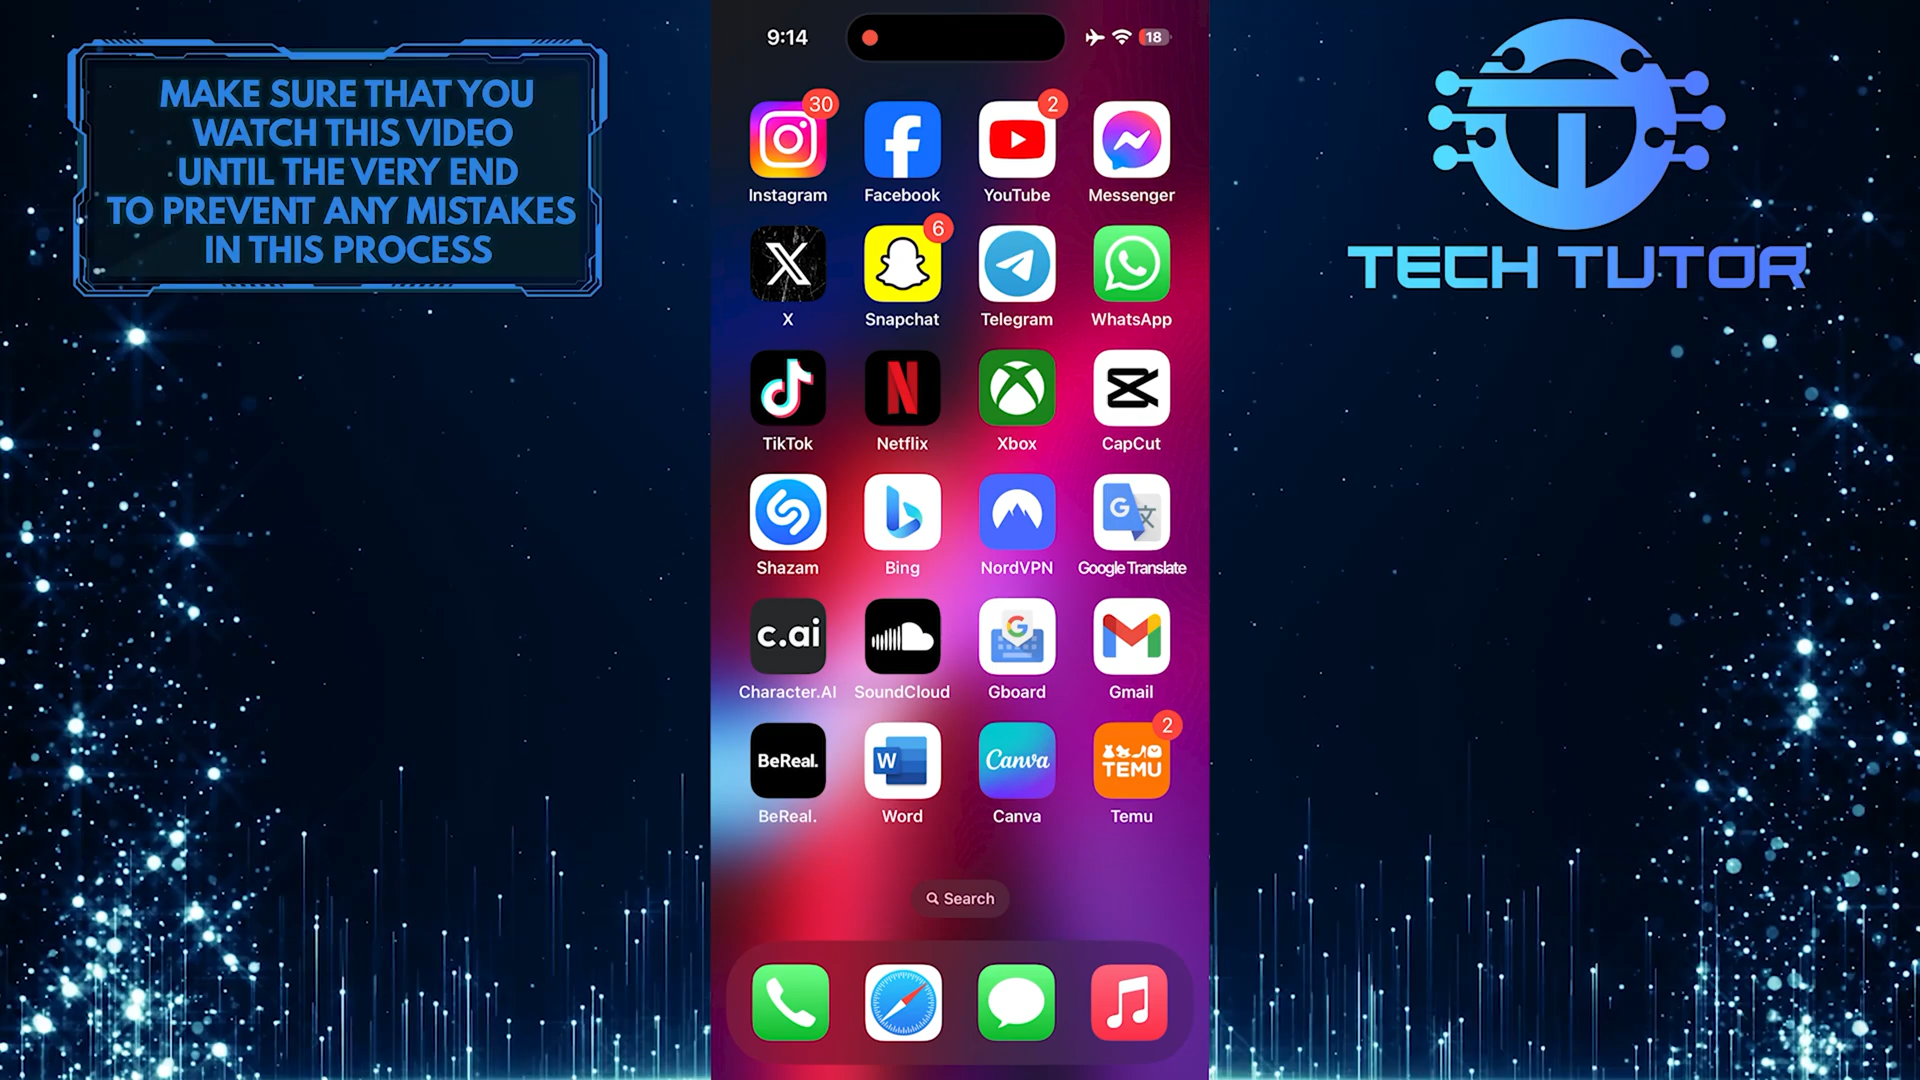 MAKE SURE THAT YOU
WATCH THIS VIDEO
UNTIL THE VERY END
TO PREVENT ANY MISTAKES
IN THIS PROCESS
9:14
18
TECH TUTOR
30
2
Instagram
Facebook
YouTube
Messenger
6
X
Snapchat
Telegram
WhatsApp
TikTok
Netflix
Xbox
CapCut
G
文
Shazam
Bing
NordVPN
Google Translate
c.ai
G
Character.AI
SoundCloud
Gboard
Gmail
2
BeReal.
W
Canva
TEMU
BeReal.
Word
Canva
Temu
Search